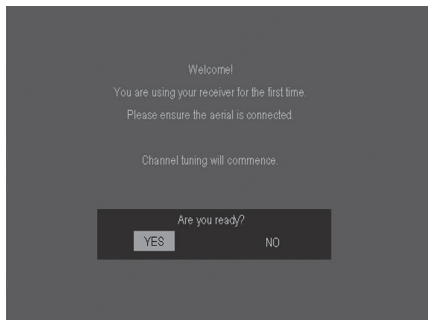 Welcome!
You are using your receiver for the first time.
Please ensure the aerial is connected.
Channel tuning will commence.
Are you ready?
YES NO